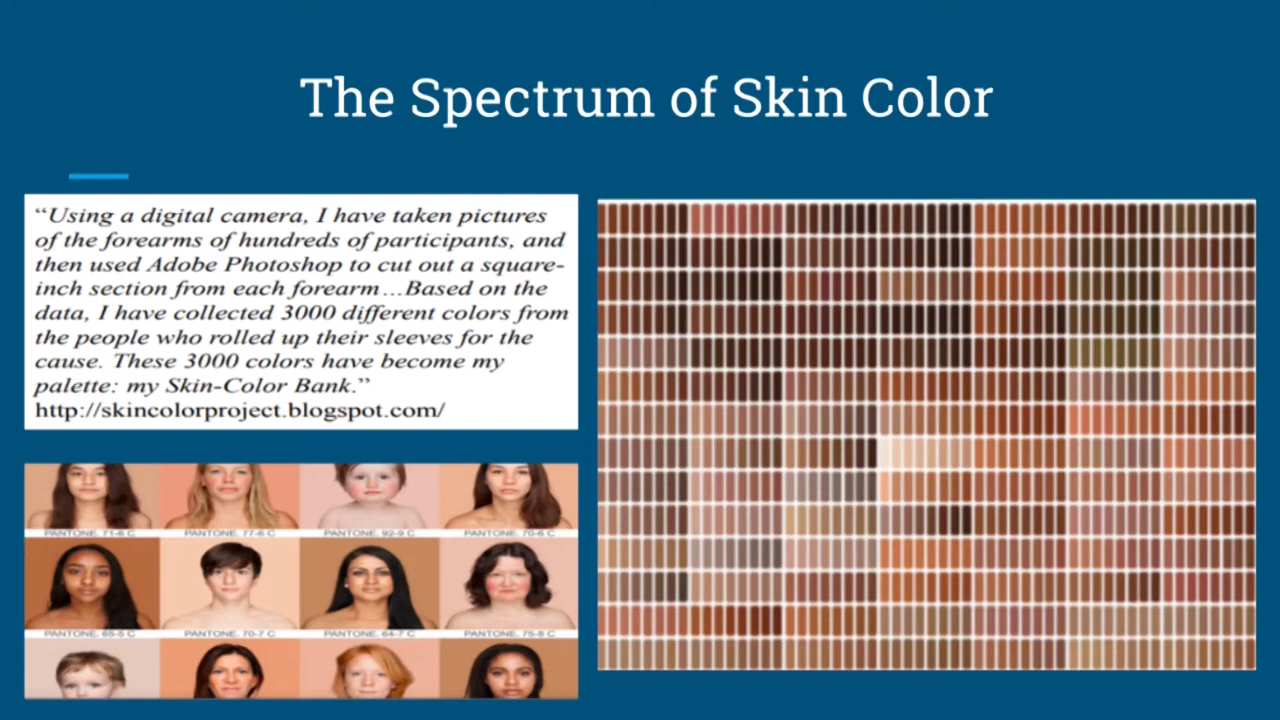 The Spectrum of Skin Color
“Using a digital camera, I have taken pictures
of the forearms of hundreds of participants, and
then used Adobe Photoshop to cut out a square-
inch section from each forearm...Based on the
data, I have collected 3000 different colors from
the people who rolled up their sleeves for the
cause. These 3000 colors have become my
palette: my Skin-Color Bank.”
http://skincolorproject.blogspot.com/
PANTONE. 71-6 C PANTONE. 77-6 C PANTONE. 92-9 C PANTONE. 70-6 C
PANTONE. 65-5 C PANTONE. 70-7 C PANTONE. 64-7 C PANTONE. 75-8 C